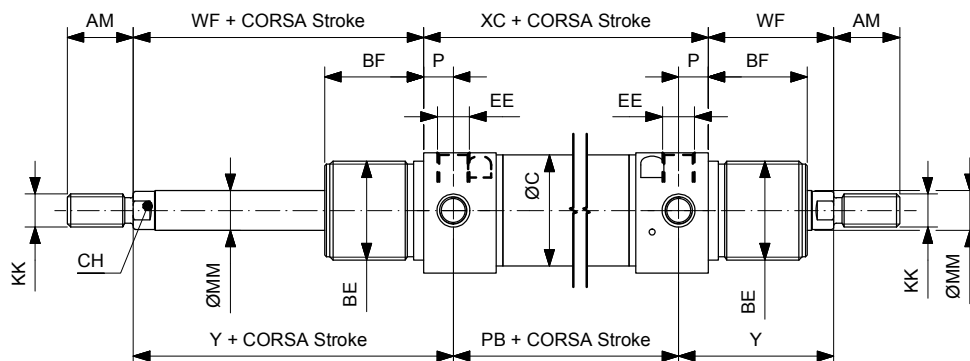 AM WF + CORSA Stroke XC + CORSA Stroke WF AM
BF P P BF
EE EE
ØC
KK CH ØMM BE BE KK ØMM
Y + CORSA Stroke PB + CORSA Stroke Y